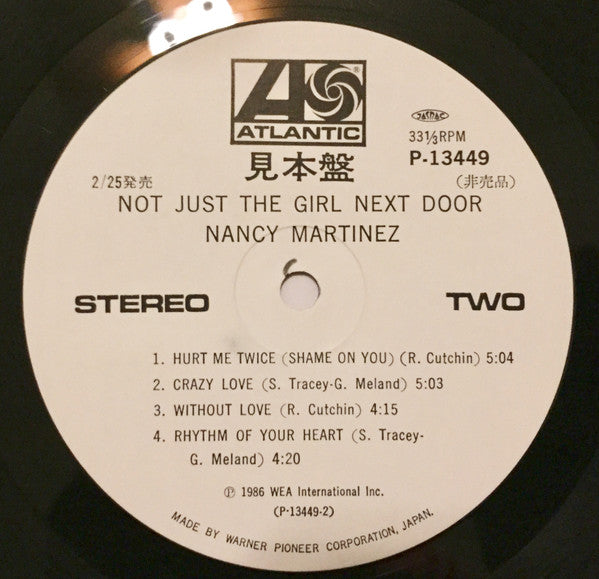 ATLANTIC
®
JASRAC
33⅓RPM
見本盤
P-13449
2/25発売
(非売品)
NOT JUST THE GIRL NEXT DOOR
NANCY MARTINEZ
STEREO
TWO
1. HURT ME TWICE (SHAME ON YOU) (R. Cutchin) 5:04
2. CRAZY LOVE (S. Tracey-G. Meland) 5:03
3. WITHOUT LOVE (R. Cutchin) 4:15
4. RHYTHM OF YOUR HEART (S. Tracey-
G. Meland) 4:20
℗ 1986 WEA International Inc.
(P-13449-2)
MADE BY WARNER PIONEER CORPORATION, JAPAN.